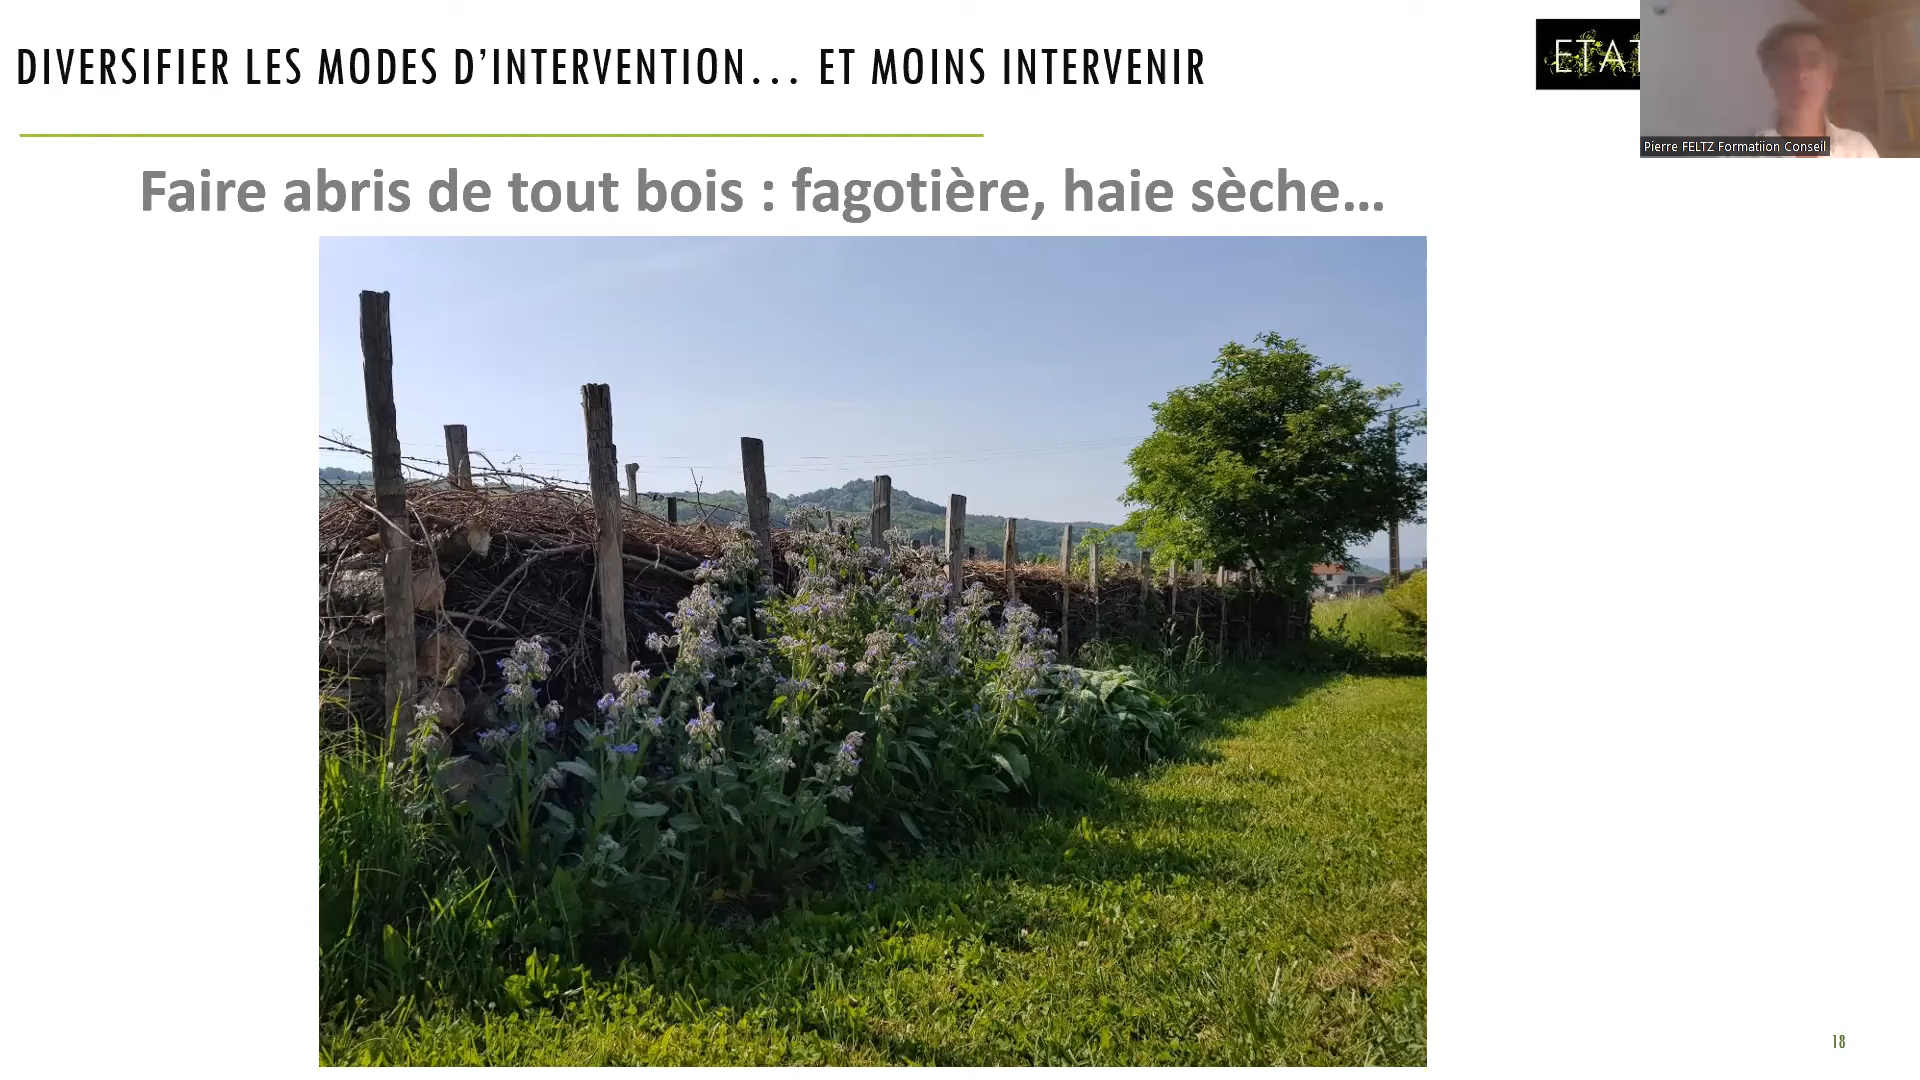 DIVERSIFIER LES MODES D’INTERVENTION... ET MOINS INTERVENIR
ETAT
Pierre FELTZ Formatiion Conseil
Faire abris de tout bois : fagotière, haie sèche...
18